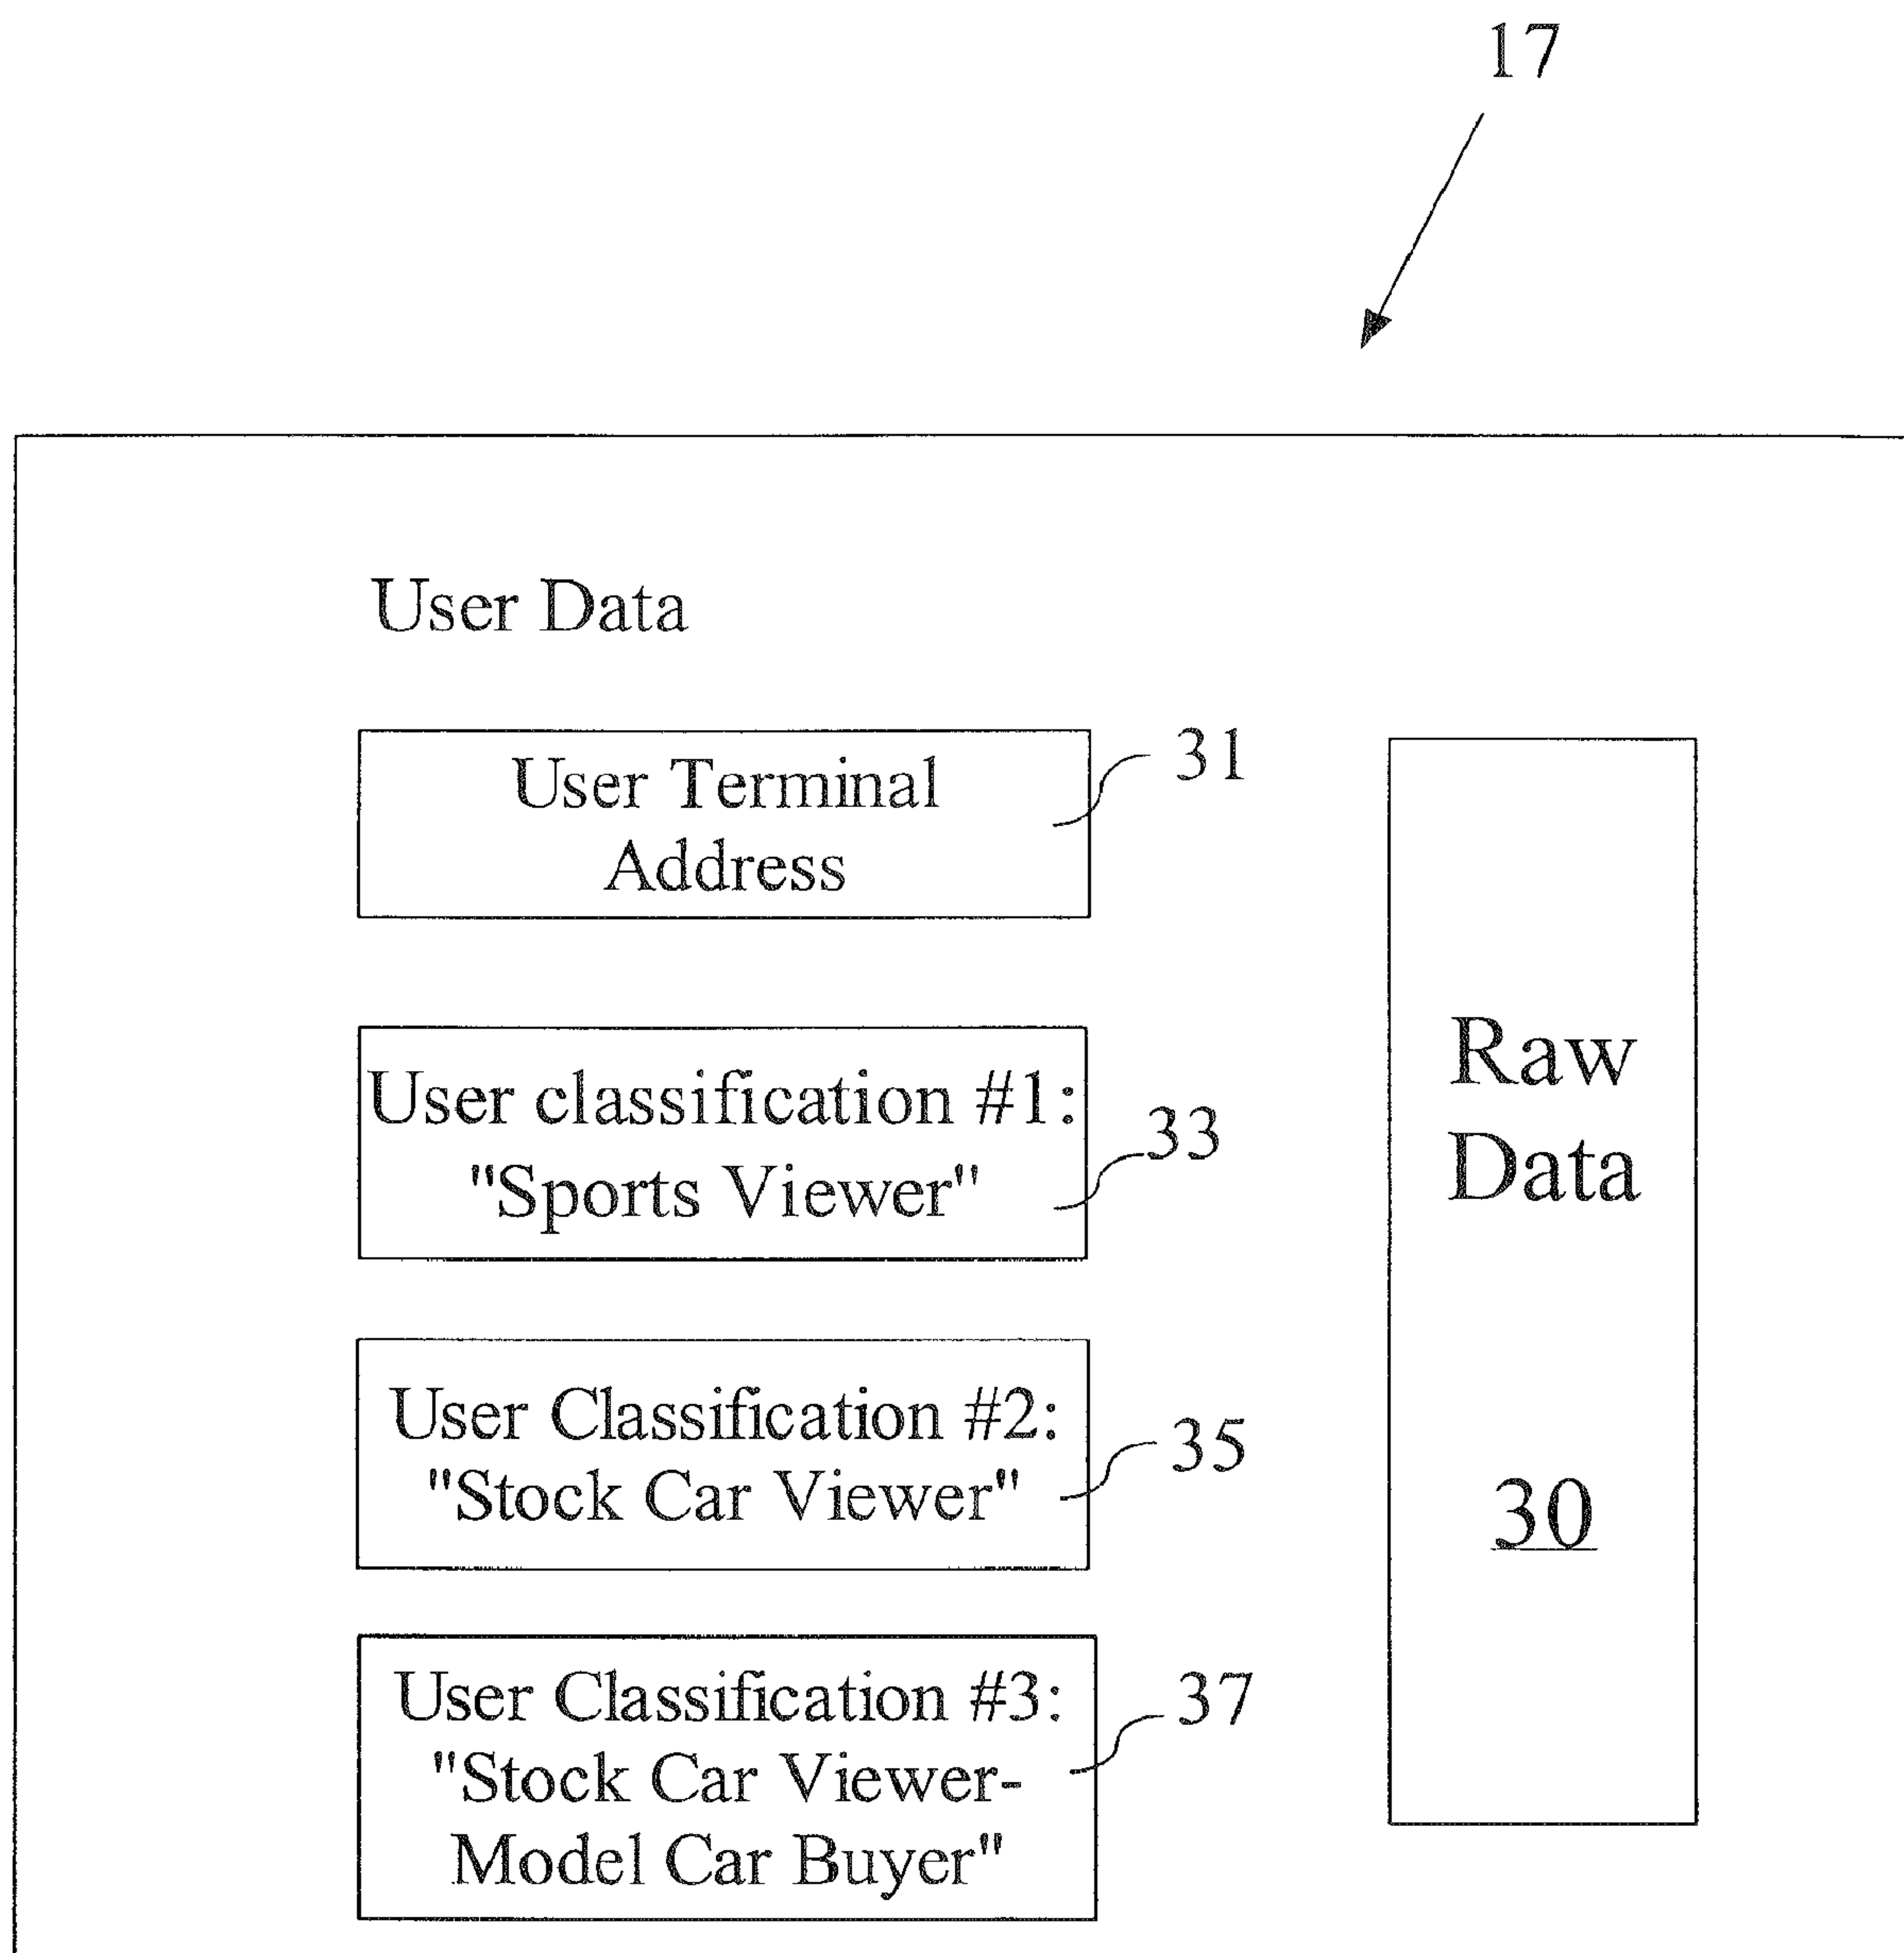 17
User Data
User Terminal
Address
31
User classification #1:
"Sports Viewer"
33
User Classification #2:
"Stock Car Viewer"
35
User Classification #3:
"Stock Car Viewer-
Model Car Buyer"
37
Raw
Data
30